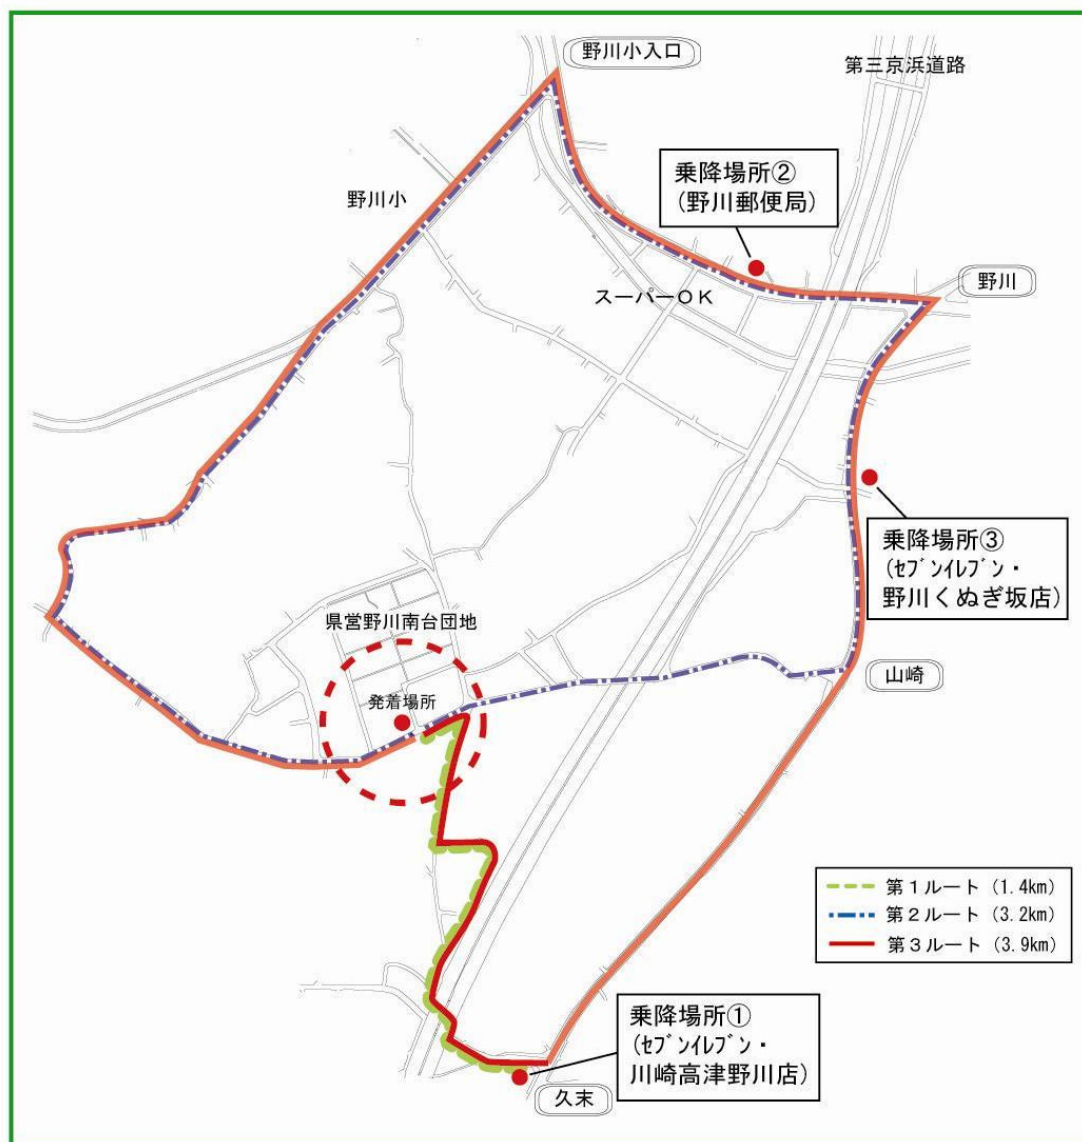 野川小入口
第三京浜道路
乗降場所②
(野川郵便局)
野川小
野川
スーパーOK
乗降場所③
(ｾﾌﾞﾝｲﾚﾌﾞﾝ・
野川くぬぎ坂店)
県営野川南台団地
山崎
発着場所
第１ルート (1.4km)
第２ルート (3.2km)
第３ルート (3.9km)
乗降場所①
(ｾﾌﾞﾝｲﾚﾌﾞﾝ・
川崎高津野川店)
久末